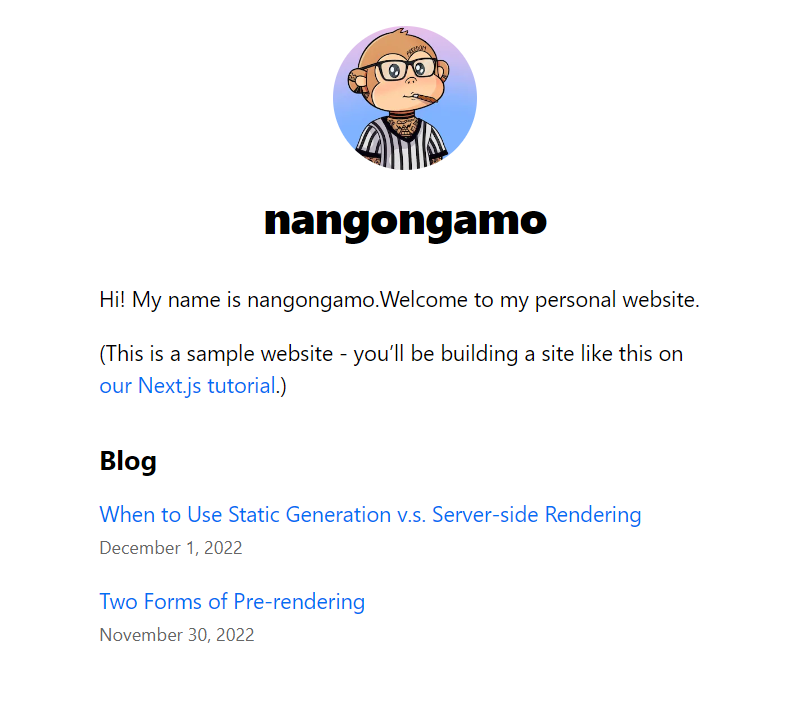 nangongamo
Hi! My name is nangongamo.Welcome to my personal website.
(This is a sample website - you’ll be building a site like this on
our Next.js tutorial.)
Blog
When to Use Static Generation v.s. Server-side Rendering
December 1, 2022
Two Forms of Pre-rendering
November 30, 2022